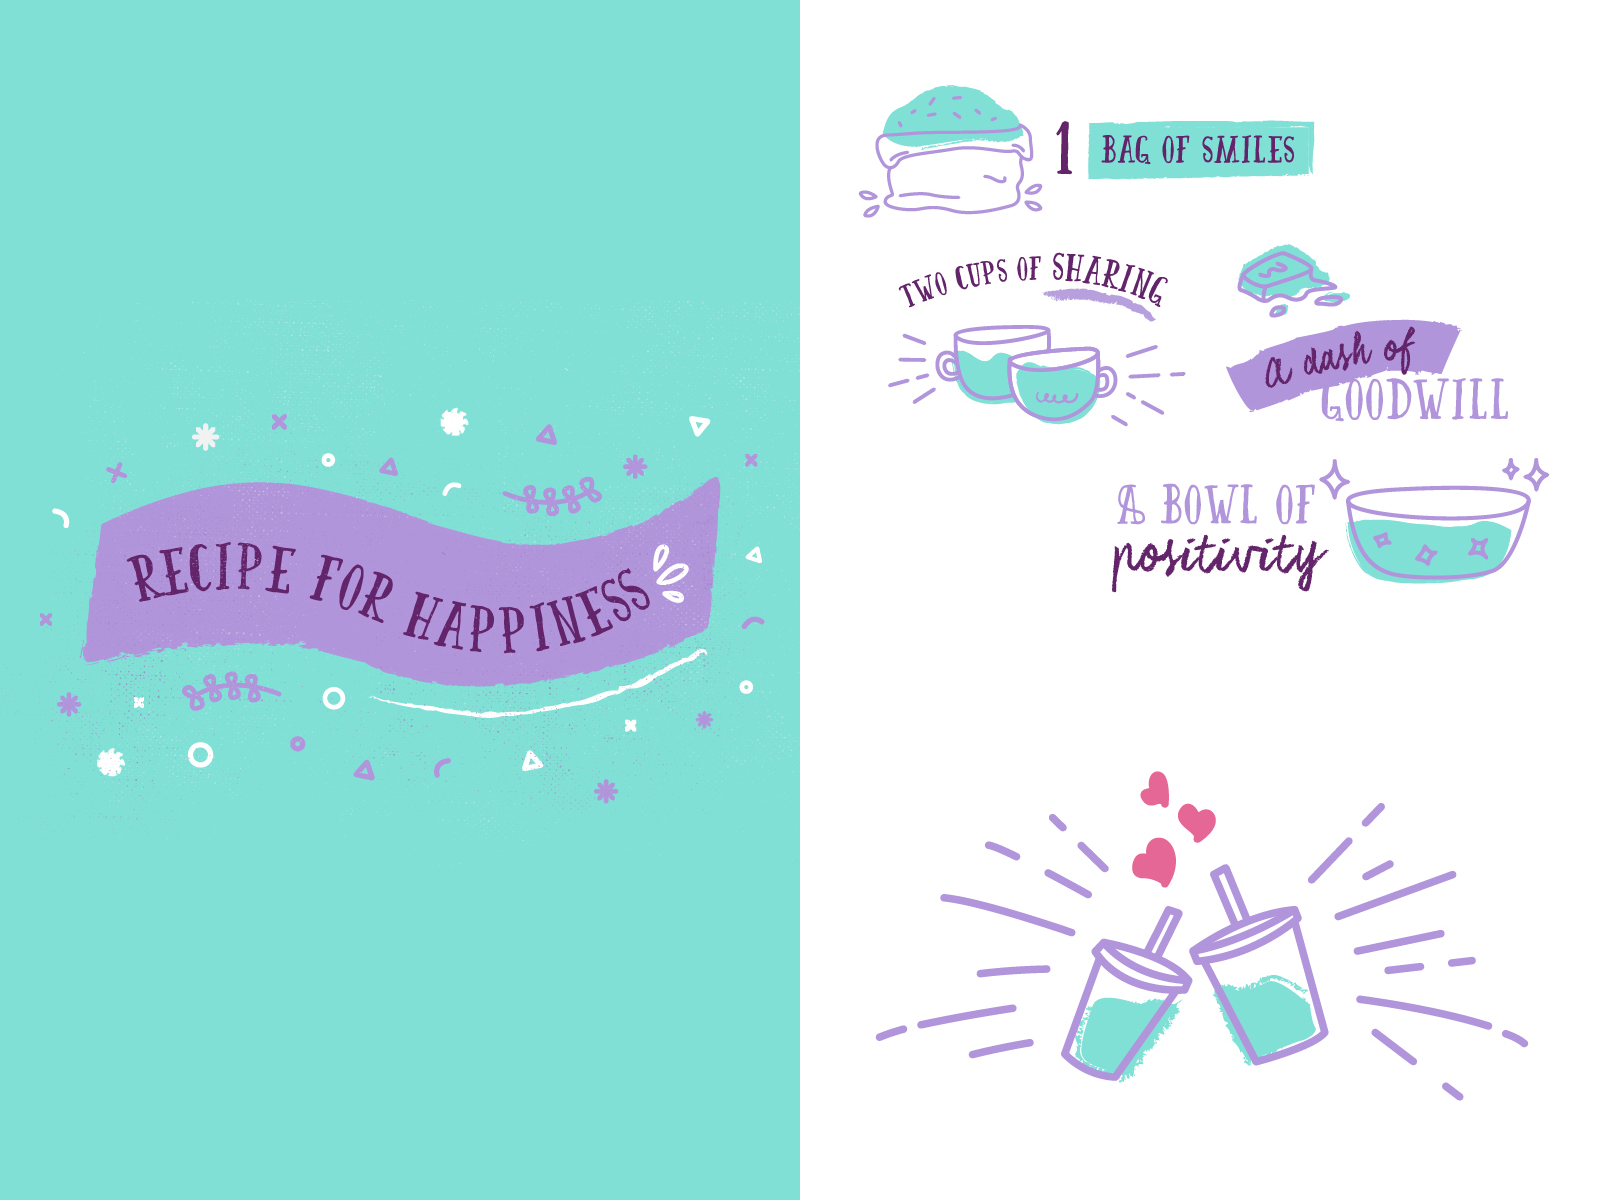 RECIPE FOR HAPPINESS
1 BAG OF SMILES
TWO CUPS OF SHARING
a dash of
GOODWILL
A BOWL OF
positivity